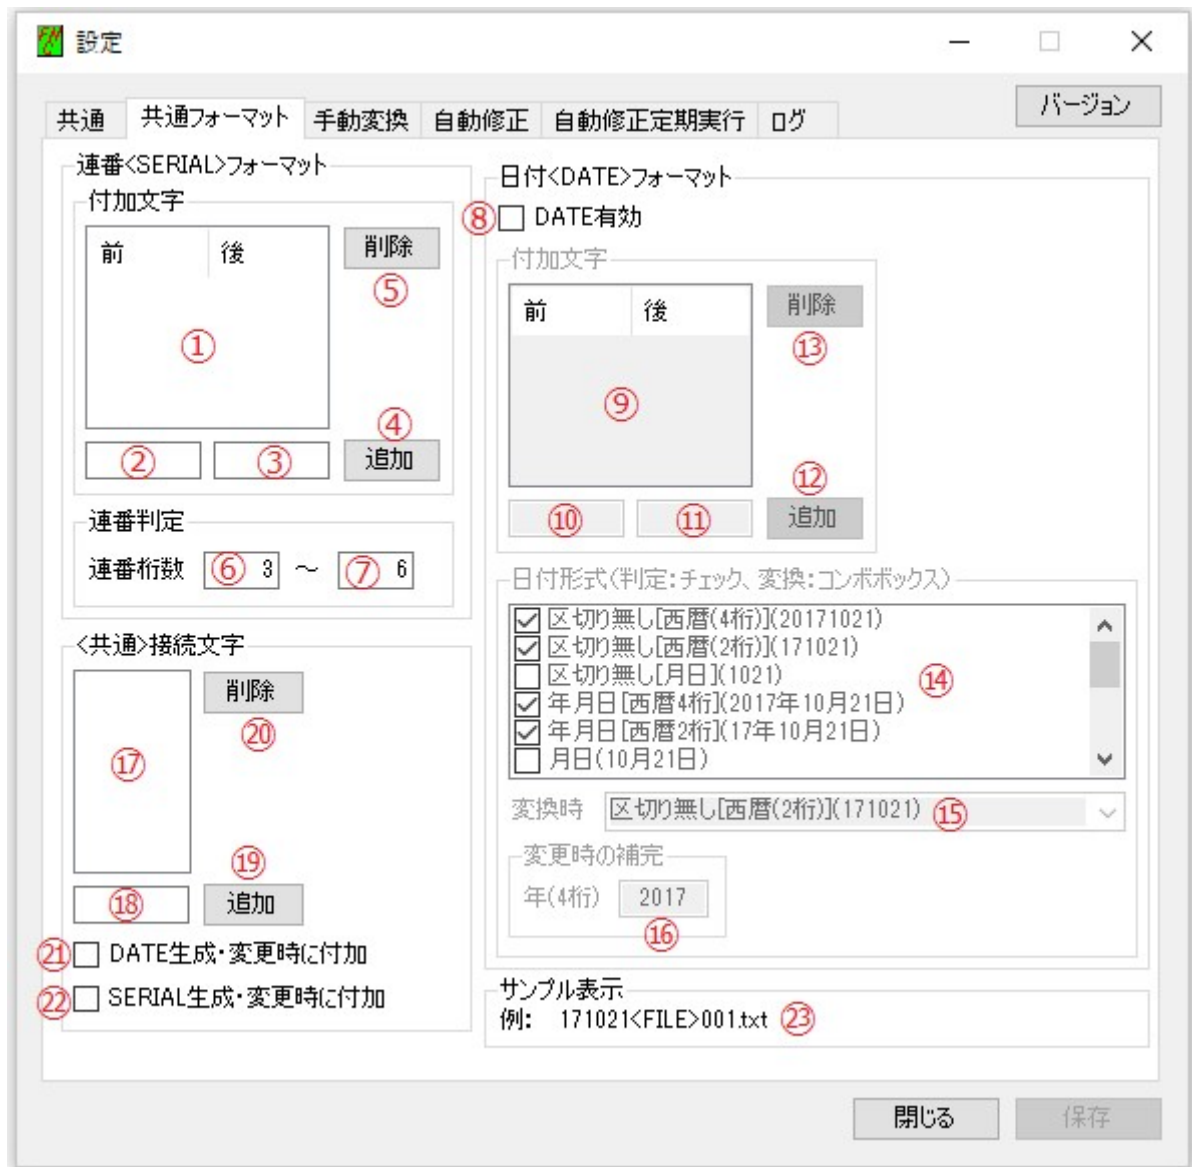 設定
バージョン
共通 共通フォーマット 手動変換 自動修正 自動修正定期実行 ログ
連番<SERIAL>フォーマット
付加文字
前 後
①
削除
⑤
④
② ③ 追加
連番判定
連番桁数 ⑥ 3 ～ ⑦ 6
<共通>接続文字
⑰
削除
⑳
⑲
⑱ 追加
㉑ DATE生成・変更時に付加
㉒ SERIAL生成・変更時に付加
日付<DATE>フォーマット
⑧ DATE有効
付加文字
前 後
⑨
削除
⑬
⑫
⑩ ⑪ 追加
日付形式(判定:チェック、変換:コンボボックス)
区切り無し[西暦(4桁)](20171021)
区切り無し[西暦(2桁)](171021)
区切り無し[月日](1021)
⑭
年月日[西暦4桁](2017年10月21日)
年月日[西暦2桁](17年10月21日)
月日(10月21日)
変換時 区切り無し[西暦(2桁)](171021) ⑮
変更時の補完
年(4桁) 2017
⑯
サンプル表示
例: 171021<FILE>001.txt ㉓
閉じる 保存